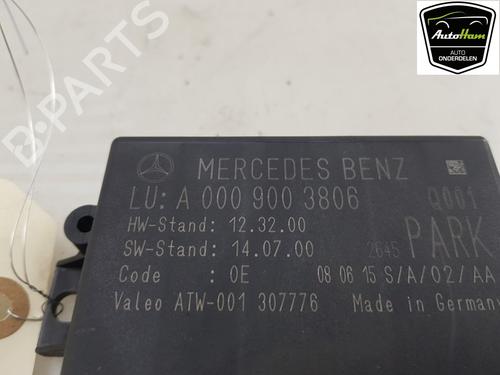 AutoHam
AUTO
ONDERDELEN
B-PARTS
MERCEDES BENZ
LU: A 000 900 3806 Q001
HW-Stand: 12.32.00
SW-Stand: 14.07.00 2645 PARK
Code : 0E 08 06 15 S/A/02/AA
Valeo ATW-001 307776 Made in Germany